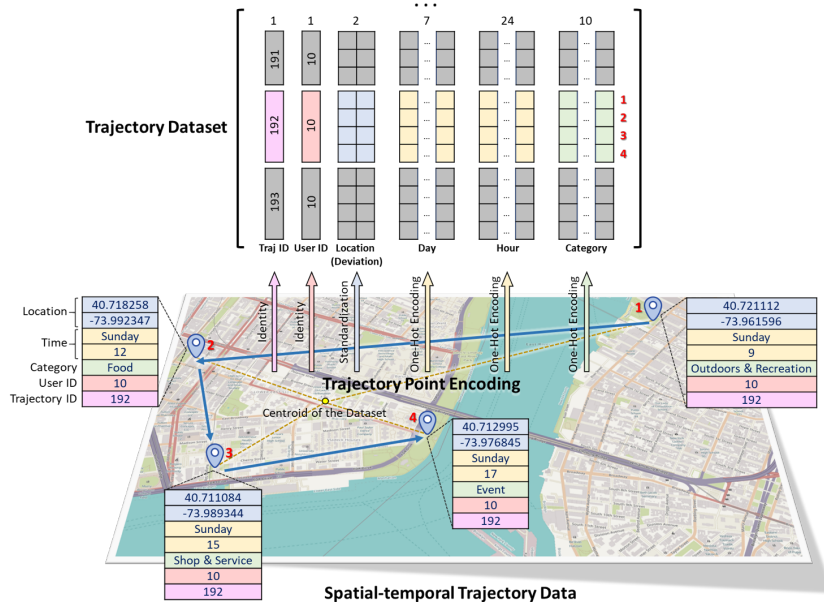 ...
1 1 2 7 24 10
191 10 ... ... ...
... ... ...
... ... ...
Trajectory Dataset
192 10 ... ... ... 1
... ... ... 2
... ... ... 3
... ... ... 4
193 10 ... ... ...
... ... ...
... ... ...
... ... ...
Traj ID User ID Location Day Hour Category
(Deviation)
Identity
Identity
Standardization
One-Hot Encoding
One-Hot Encoding
One-Hot Encoding
Location
Time
Category
User ID
Trajectory ID
40.718258
-73.992347
Sunday
12
Food
10
192
2
1
40.721112
-73.961596
Sunday
9
Outdoors & Recreation
10
192
Trajectory Point Encoding
Centroid of the Dataset
4
40.712995
-73.976845
Sunday
17
Event
10
192
3
40.711084
-73.989344
Sunday
15
Shop & Service
10
192
Spatial-temporal Trajectory Data